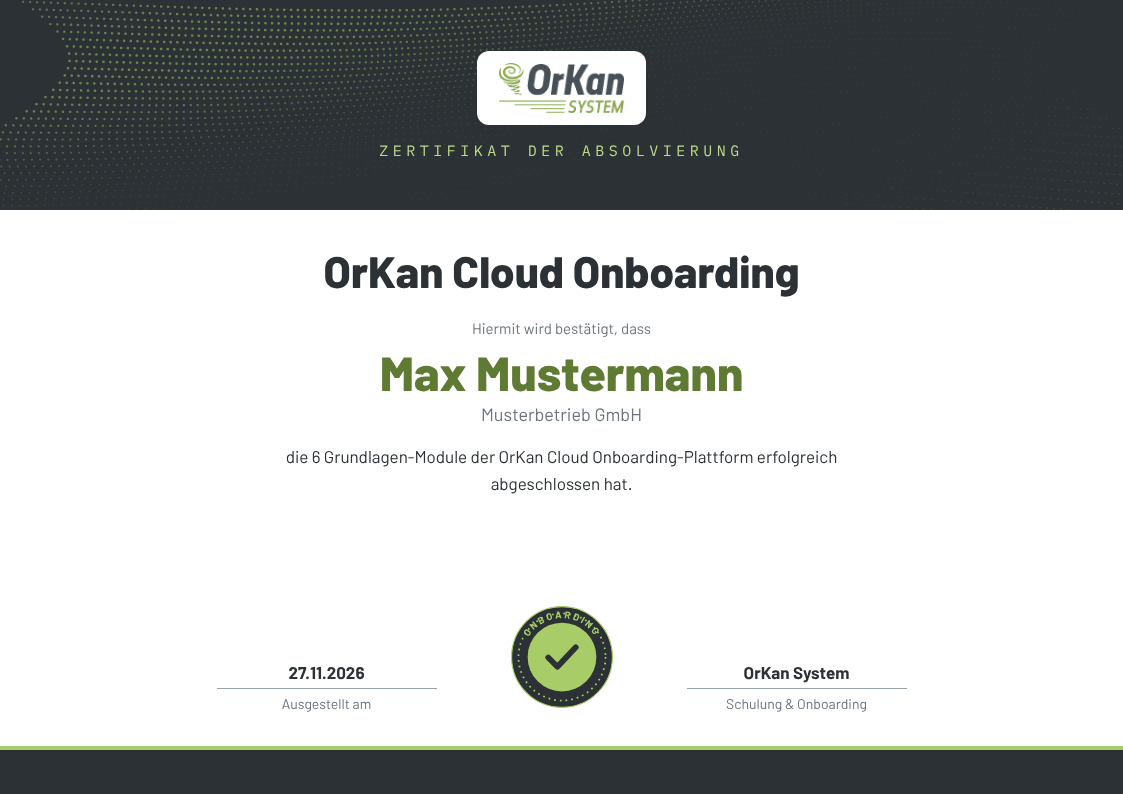 OrKan
SYSTEM
ZERTIFIKAT DER ABSOLVIERUNG
OrKan Cloud Onboarding
Hiermit wird bestätigt, dass
Max Mustermann
Musterbetrieb GmbH
die 6 Grundlagen-Module der OrKan Cloud Onboarding-Plattform erfolgreich
abgeschlossen hat.
ONBOARDING
27.11.2026
Ausgestellt am
OrKan System
Schulung & Onboarding